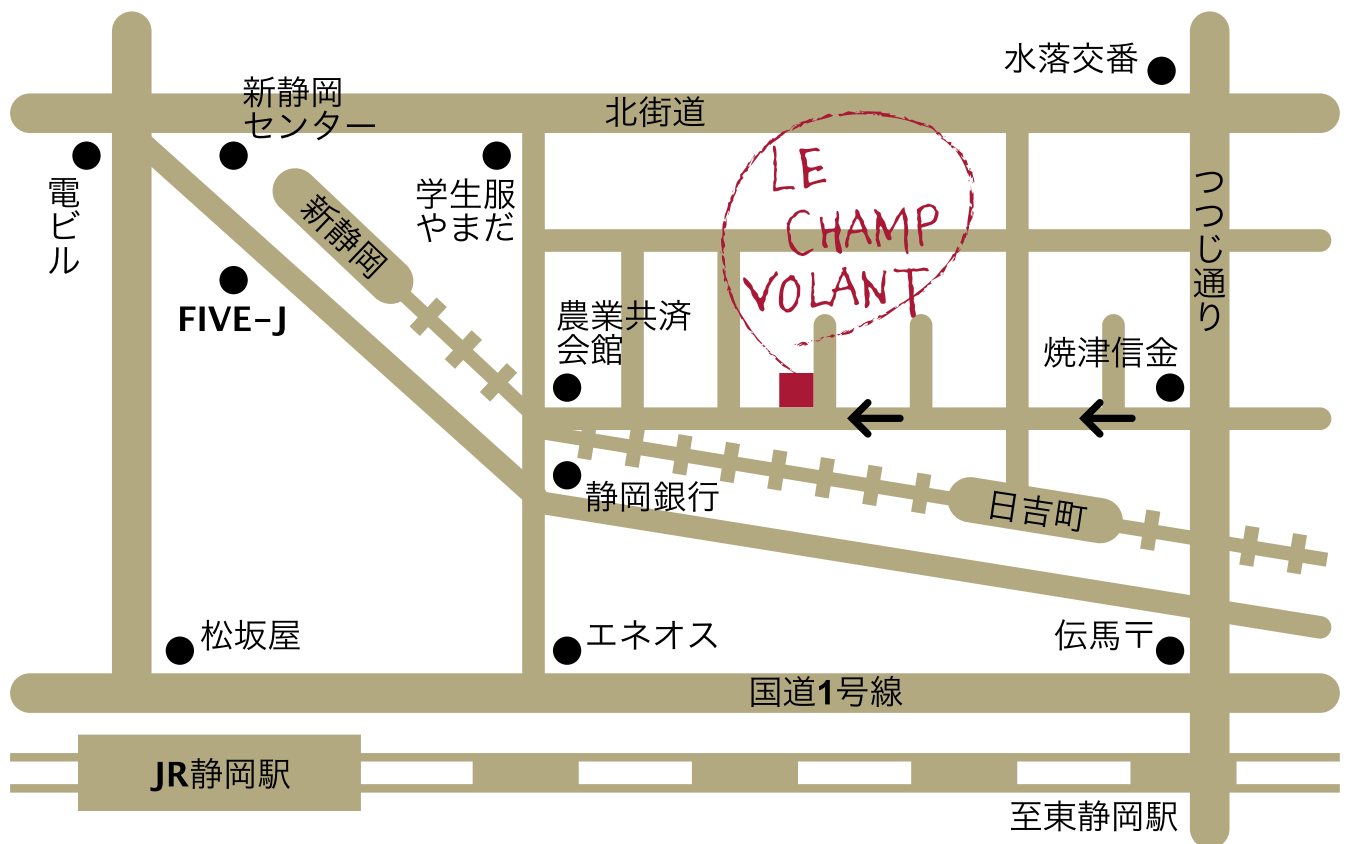 水落交番
新静岡
センター
北街道
LE
CHAMP
VOLANT
電ビル
学生服
やまだ
つつじ通り
新静岡
FIVE-J
農業共済
会館
焼津信金
静岡銀行
日吉町
松坂屋
エネオス
伝馬〒
国道1号線
JR静岡駅
至東静岡駅